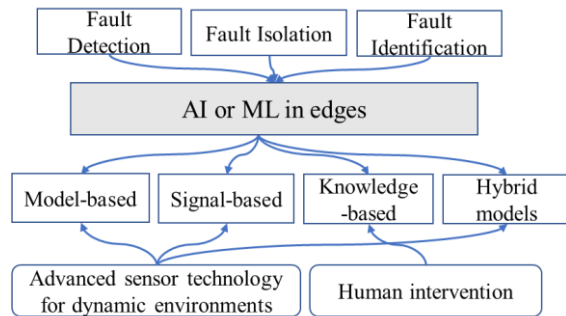 Fault
Detection
Fault Isolation
Fault
Identification
AI or ML in edges
Model-based
Signal-based
Knowledge
-based
Hybrid
models
Advanced sensor technology
for dynamic environments
Human intervention